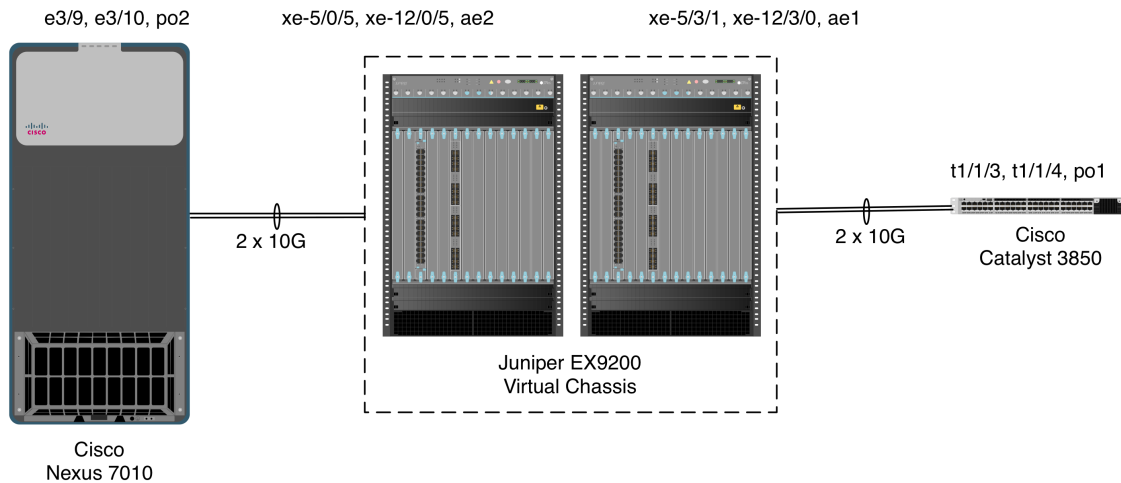 e3/9, e3/10, po2
xe-5/0/5, xe-12/0/5, ae2
xe-5/3/1, xe-12/3/0, ae1
CISCO
t1/1/3, t1/1/4, po1
2 x 10G
2 x 10G
Cisco
Catalyst 3850
Juniper EX9200
Virtual Chassis
Cisco
Nexus 7010